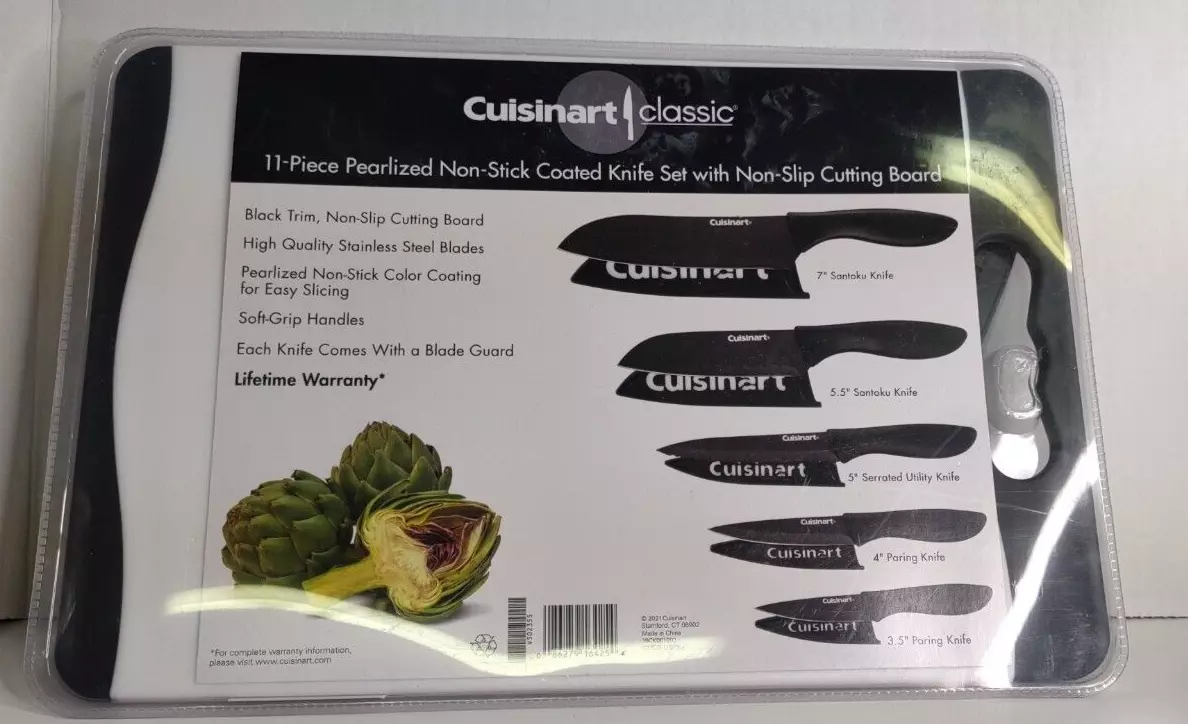 Cuisinart classic®
11-Piece Pearlized Non-Stick Coated Knife Set with Non-Slip Cutting Board
Black Trim, Non-Slip Cutting Board
High Quality Stainless Steel Blades
Pearlized Non-Stick Color Coating
for Easy Slicing
Soft-Grip Handles
Each Knife Comes With a Blade Guard
Lifetime Warranty*
Cuisinart
Cuisinart
7" Santoku Knife
Cuisinart
Cuisinart
5.5" Santoku Knife
Cuisinart
Cuisinart
5" Serrated Utility Knife
Cuisinart
Cuisinart
4" Paring Knife
Cuisinart
Cuisinart
3.5" Paring Knife
*For complete warranty information,
please visit www.cuisinart.com
© 2021 Cuisinart
Stamford, CT 06902
Made in China